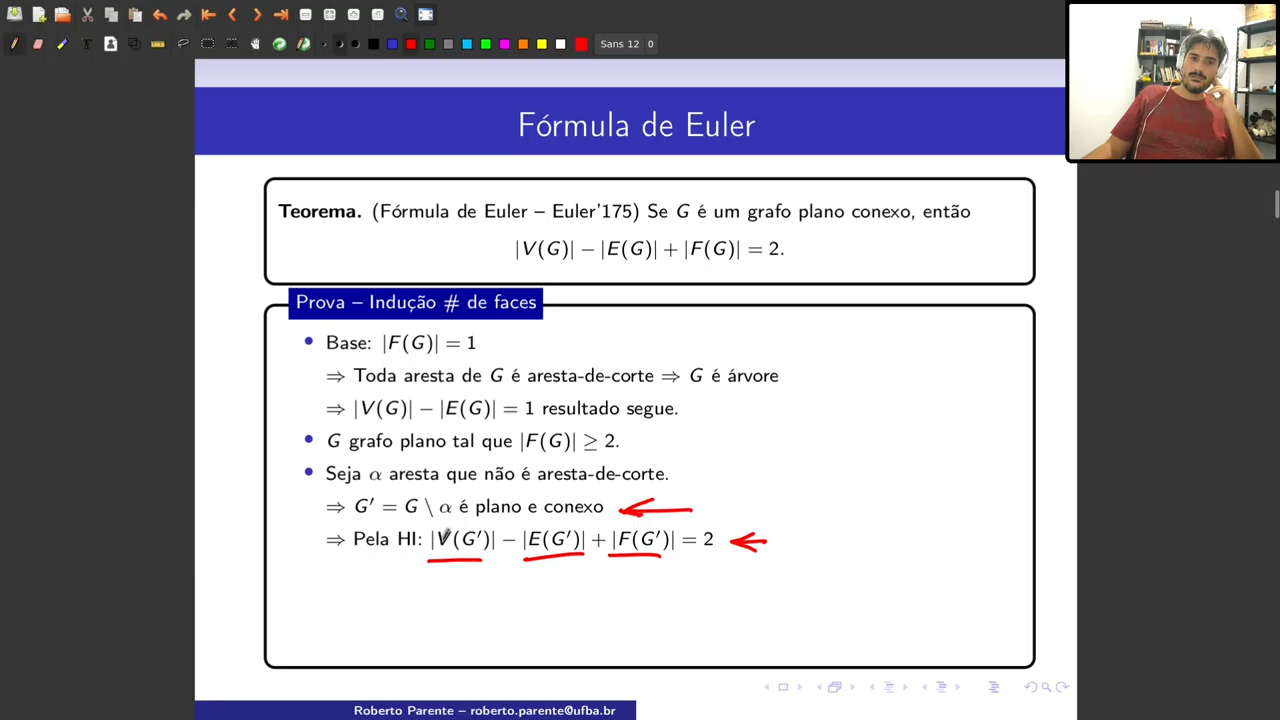 Sans 12 0
Fórmula de Euler
Teorema. (Fórmula de Euler – Euler'175) Se G é um grafo plano conexo, então
|V(G)| − |E(G)| + |F(G)| = 2.
Prova – Indução # de faces
• Base: |F(G)| = 1
⇒ Toda aresta de G é aresta-de-corte ⇒ G é árvore
⇒ |V(G)| − |E(G)| = 1 resultado segue.
• G grafo plano tal que |F(G)| ≥ 2.
• Seja α aresta que não é aresta-de-corte.
⇒ G′ = G \ α é plano e conexo
⇒ Pela HI: |V(G′)| − |E(G′)| + |F(G′)| = 2
Roberto Parente – roberto.parente@ufba.br